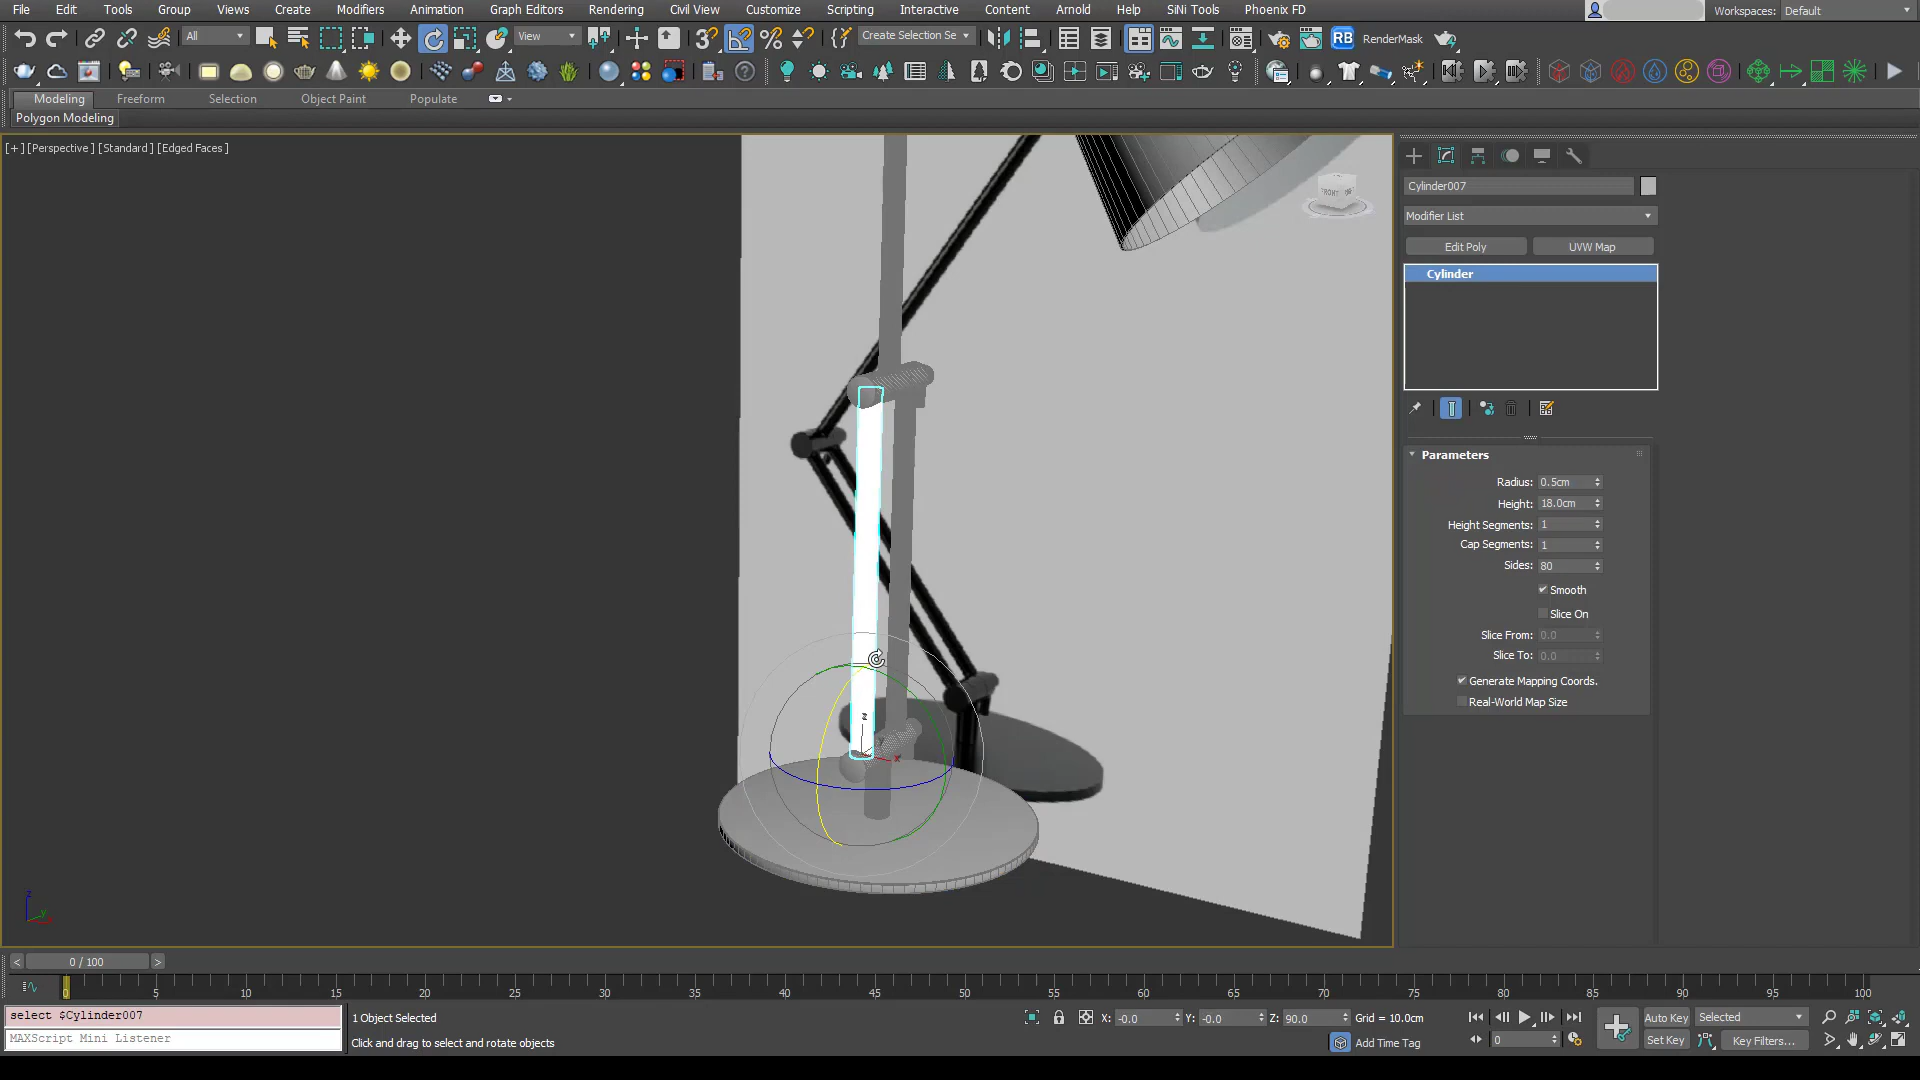 File Edit Tools Group Views Create Modifiers Animation Graph Editors Rendering Civil View Customize Scripting Interactive Content Arnold Help SiNi Tools Phoenix FD Workspaces: Default
All View Create Selection Se RB RenderMask
Modeling Freeform Selection Object Paint Populate
Polygon Modeling
[+] [Perspective ] [Standard ] [Edged Faces ]
FRONT
Cylinder007
Modifier List
Edit Poly UVW Map
Cylinder
Parameters
Radius: 0.5cm
Height: 18.0cm
Height Segments: 1
Cap Segments: 1
Sides: 80
Smooth
Slice On
Slice From: 0.0
Slice To: 0.0
Generate Mapping Coords.
Real-World Map Size
x
z
y
0 / 100
0 5 10 15 20 25 30 35 40 45 50 55 60 65 70 75 80 85 90 95 100
select $Cylinder007
MAXScript Mini Listener
1 Object Selected
Click and drag to select and rotate objects
X: -0.0 Y: -0.0 Z: 90.0 Grid = 10.0cm
Add Time Tag
0
Auto Key Selected
Set Key Key Filters...